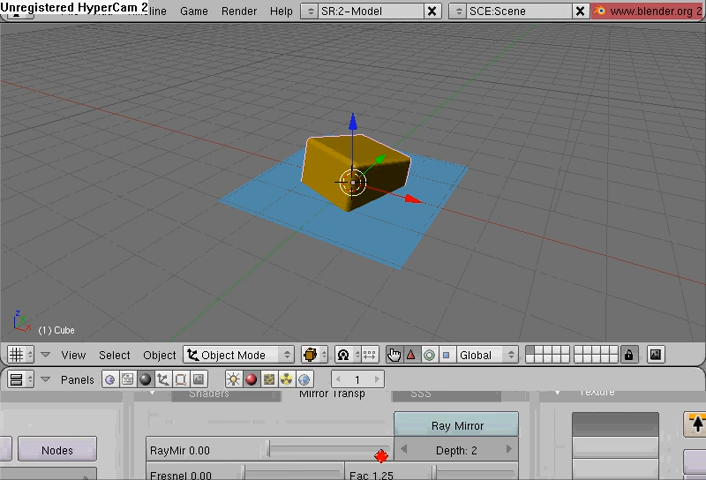 Unregistered HyperCam 2
Timeline Game Render Help SR:2-Model SCE:Scene www.blender.org 2
(1) Cube
View Select Object Object Mode Global
Panels 1
Shaders Mirror Transp SSS Texture
Ray Mirror
Nodes RayMir 0.00 Depth: 2
Fresnel 0.00 Fac 1.25